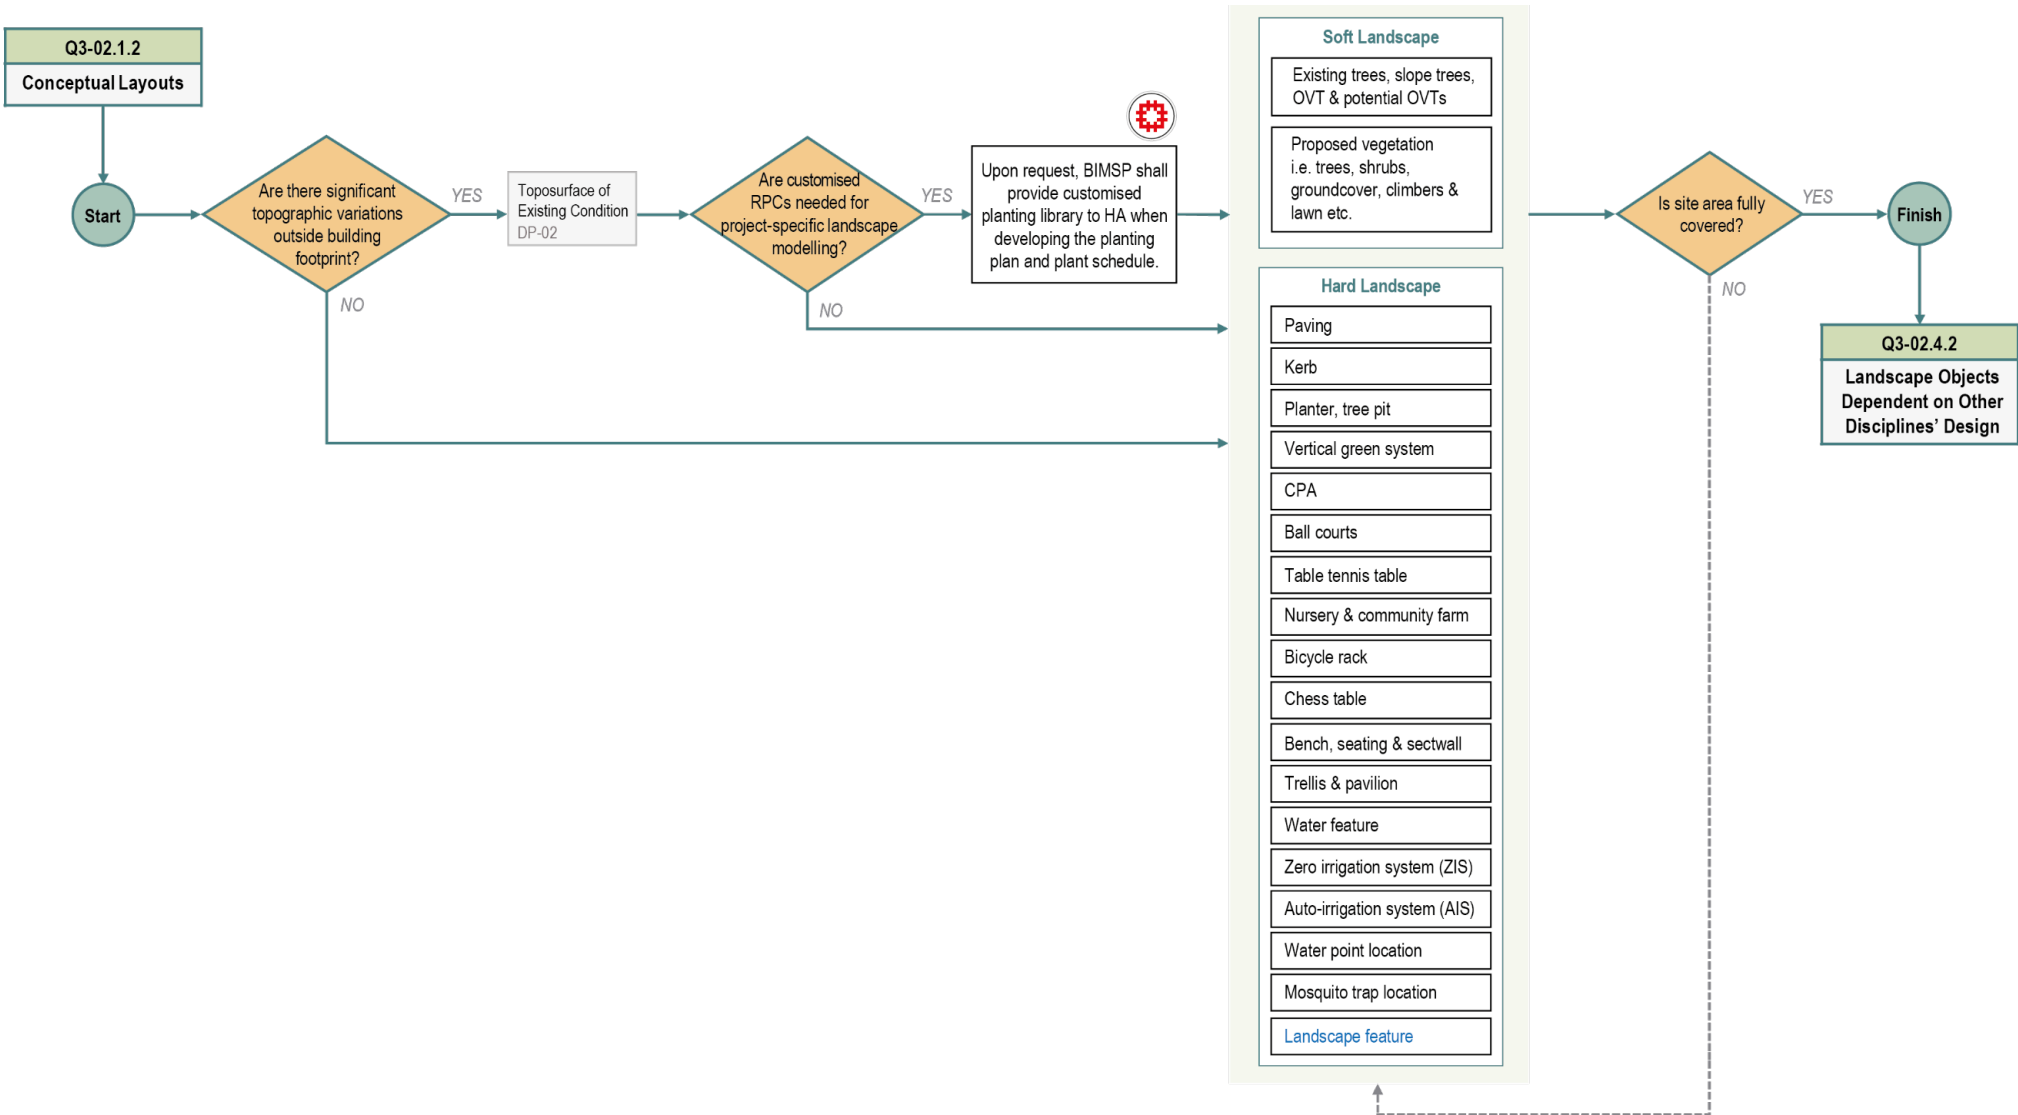 Q3-02.1.2
Conceptual Layouts
Start
Are there significant
topographic variations
outside building
footprint?
YES
NO
Toposurface of
Existing Condition
DP-02
Are customised
RPCs needed for
project-specific landscape
modelling?
YES
NO
Upon request, BIMSP shall
provide customised
planting library to HA when
developing the planting
plan and plant schedule.
Soft Landscape
Existing trees, slope trees,
OVT & potential OVTs
Proposed vegetation
i.e. trees, shrubs,
groundcover, climbers &
lawn etc.
Hard Landscape
Paving
Kerb
Planter, tree pit
Vertical green system
CPA
Ball courts
Table tennis table
Nursery & community farm
Bicycle rack
Chess table
Bench, seating & sectwall
Trellis & pavilion
Water feature
Zero irrigation system (ZIS)
Auto-irrigation system (AIS)
Water point location
Mosquito trap location
Landscape feature
Is site area fully
covered?
YES
NO
Finish
Q3-02.4.2
Landscape Objects
Dependent on Other
Disciplines' Design